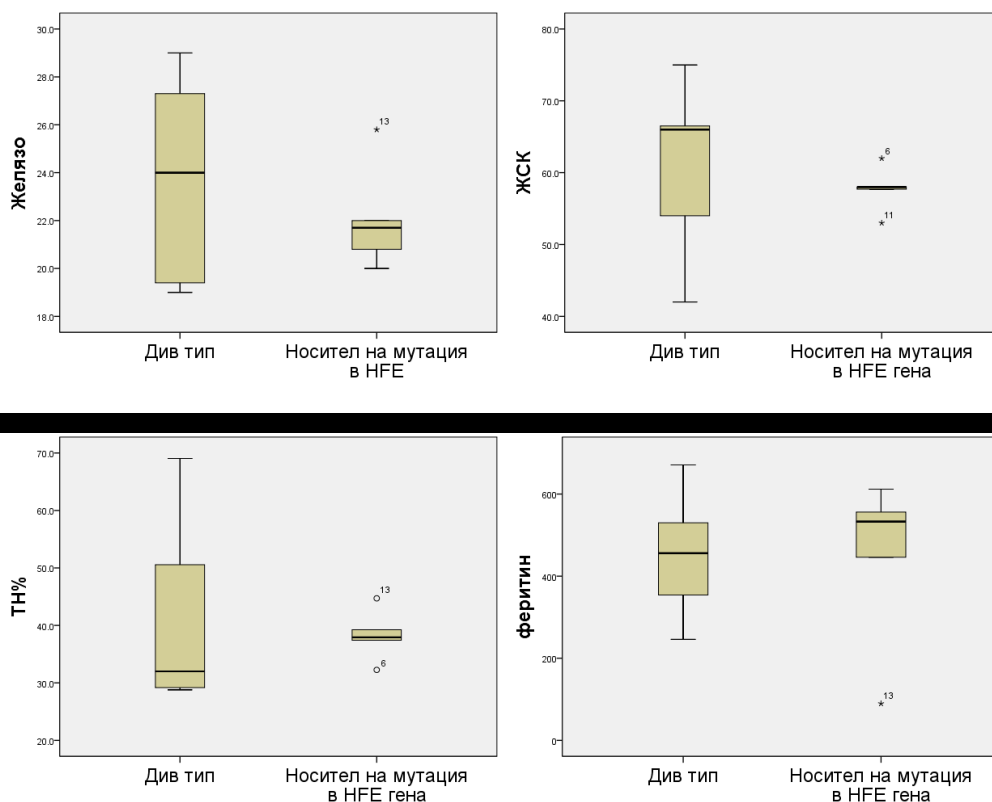 Желязо
30.0
28.0
26.0
24.0
22.0
20.0
18.0
13
Див тип
Носител на мутация
в HFE
ЖСК
80.0
70.0
60.0
50.0
40.0
6
11
Див тип
Носител на мутация
в HFE гена
ТН%
70.0
60.0
50.0
40.0
30.0
20.0
13
6
Див тип
Носител на мутация
в HFE гена
феритин
600
400
200
0
13
Див тип
Носител на мутация
в HFE гена